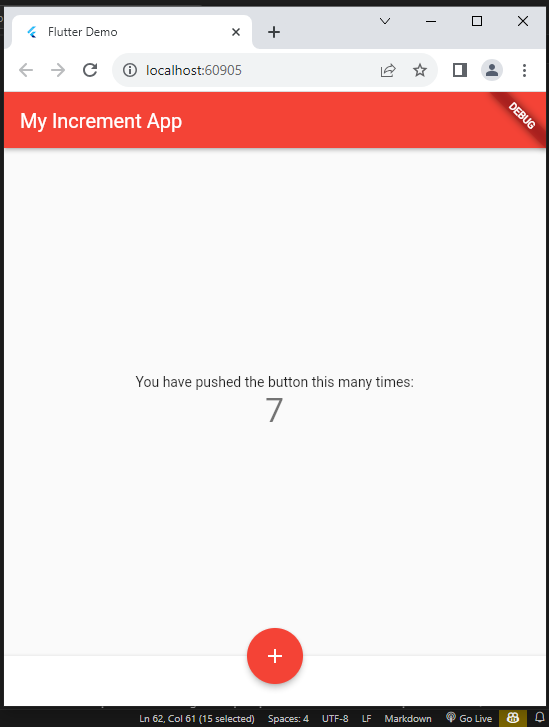 Flutter Demo
localhost:60905
My Increment App
DEBUG
You have pushed the button this many times:
7
Ln 62, Col 61 (15 selected) Spaces: 4 UTF-8 LF Markdown Go Live